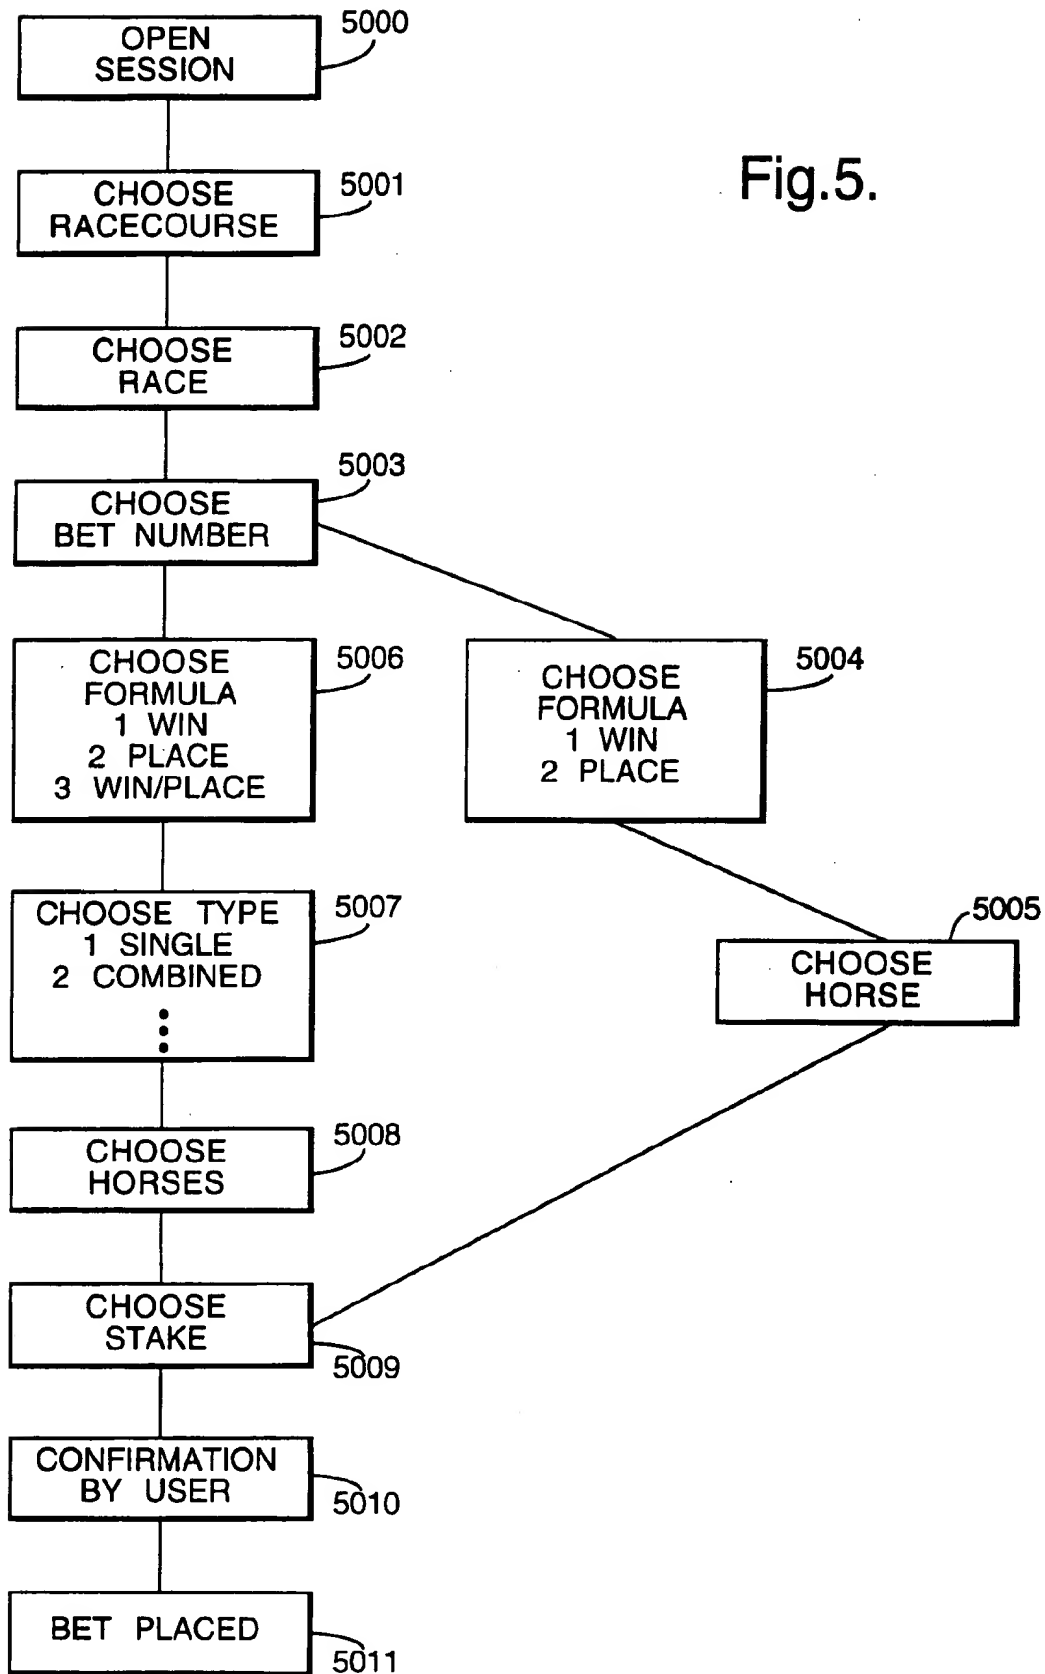 5000
OPEN
SESSION
Fig.5.
5001
CHOOSE
RACECOURSE
5002
CHOOSE
RACE
5003
CHOOSE
BET NUMBER
5006
CHOOSE
FORMULA
1 WIN
2 PLACE
3 WIN/PLACE
5004
CHOOSE
FORMULA
1 WIN
2 PLACE
5007
CHOOSE TYPE
1 SINGLE
2 COMBINED
5005
CHOOSE
HORSE
5008
CHOOSE
HORSES
CHOOSE
STAKE
5009
CONFIRMATION
BY USER
5010
BET PLACED
5011